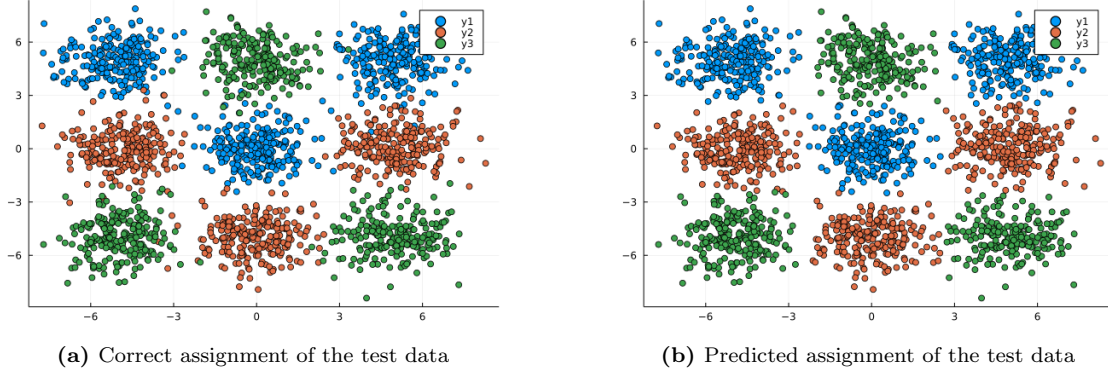 y1
y2
y3
6
3
0
−3
−6
−6
−3
0
3
6
(a) Correct assignment of the test data
y1
y2
y3
6
3
0
−3
−6
−6
−3
0
3
6
(b) Predicted assignment of the test data